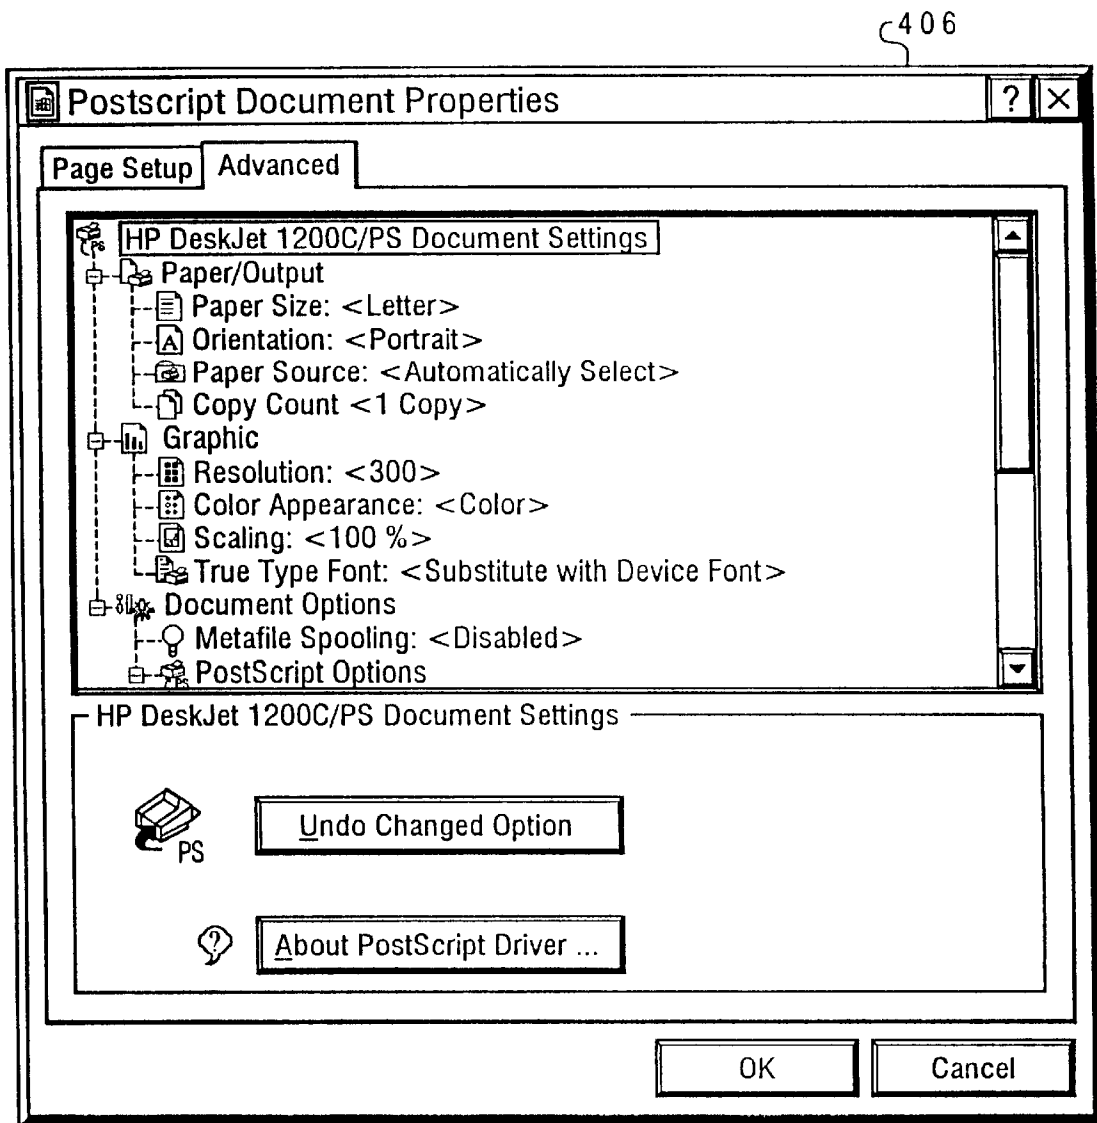 406
Postscript Document Properties
? ×
Page Setup Advanced
HP DeskJet 1200C/PS Document Settings
Paper/Output
Paper Size: <Letter>
A Orientation: <Portrait>
Paper Source: <Automatically Select>
Copy Count <1 Copy>
Graphic
Resolution: <300>
Color Appearance: <Color>
Scaling: <100 %>
True Type Font: <Substitute with Device Font>
Document Options
Metafile Spooling: <Disabled>
PS PostScript Options
HP DeskJet 1200C/PS Document Settings
PS Undo Changed Option
? About PostScript Driver ...
OK Cancel